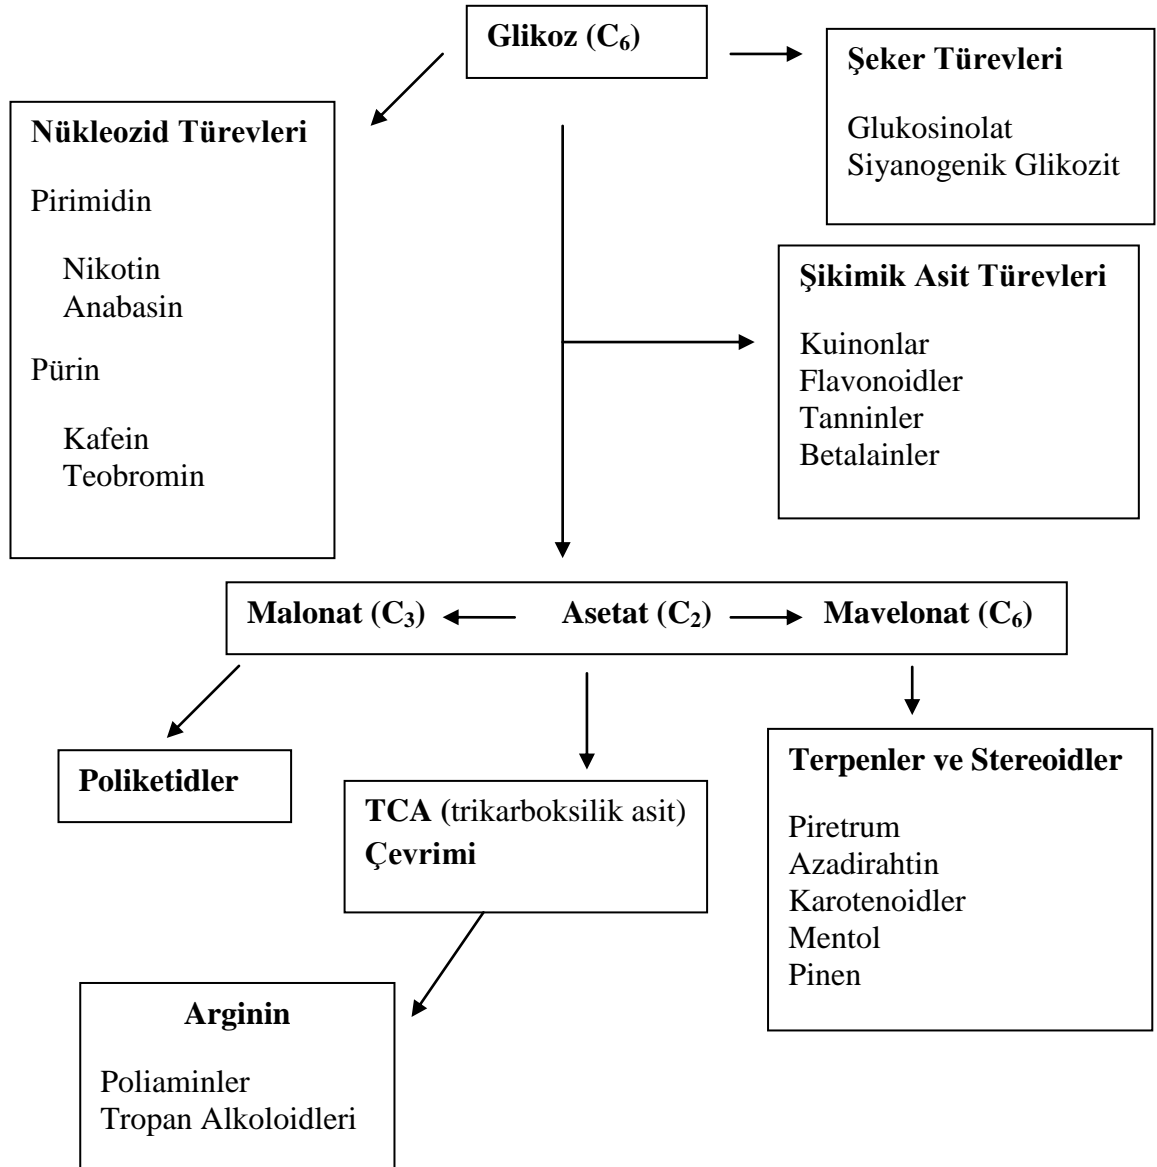 Glikoz (C₆)
Şeker Türevleri
Glukosinolat
Siyanogenik Glikozit
Nükleozid Türevleri
Pirimidin
Nikotin
Anabasin
Pürin
Kafein
Teobromin
Şikimik Asit Türevleri
Kuinonlar
Flavonoidler
Tanninler
Betalainler
Malonat (C₃) Asetat (C₂) Mavelonat (C₆)
Poliketidler
TCA (trikarboksilik asit)
Çevrimi
Terpenler ve Stereoidler
Piretrum
Azadirahtin
Karotenoidler
Mentol
Pinen
Arginin
Poliaminler
Tropan Alkoloidleri